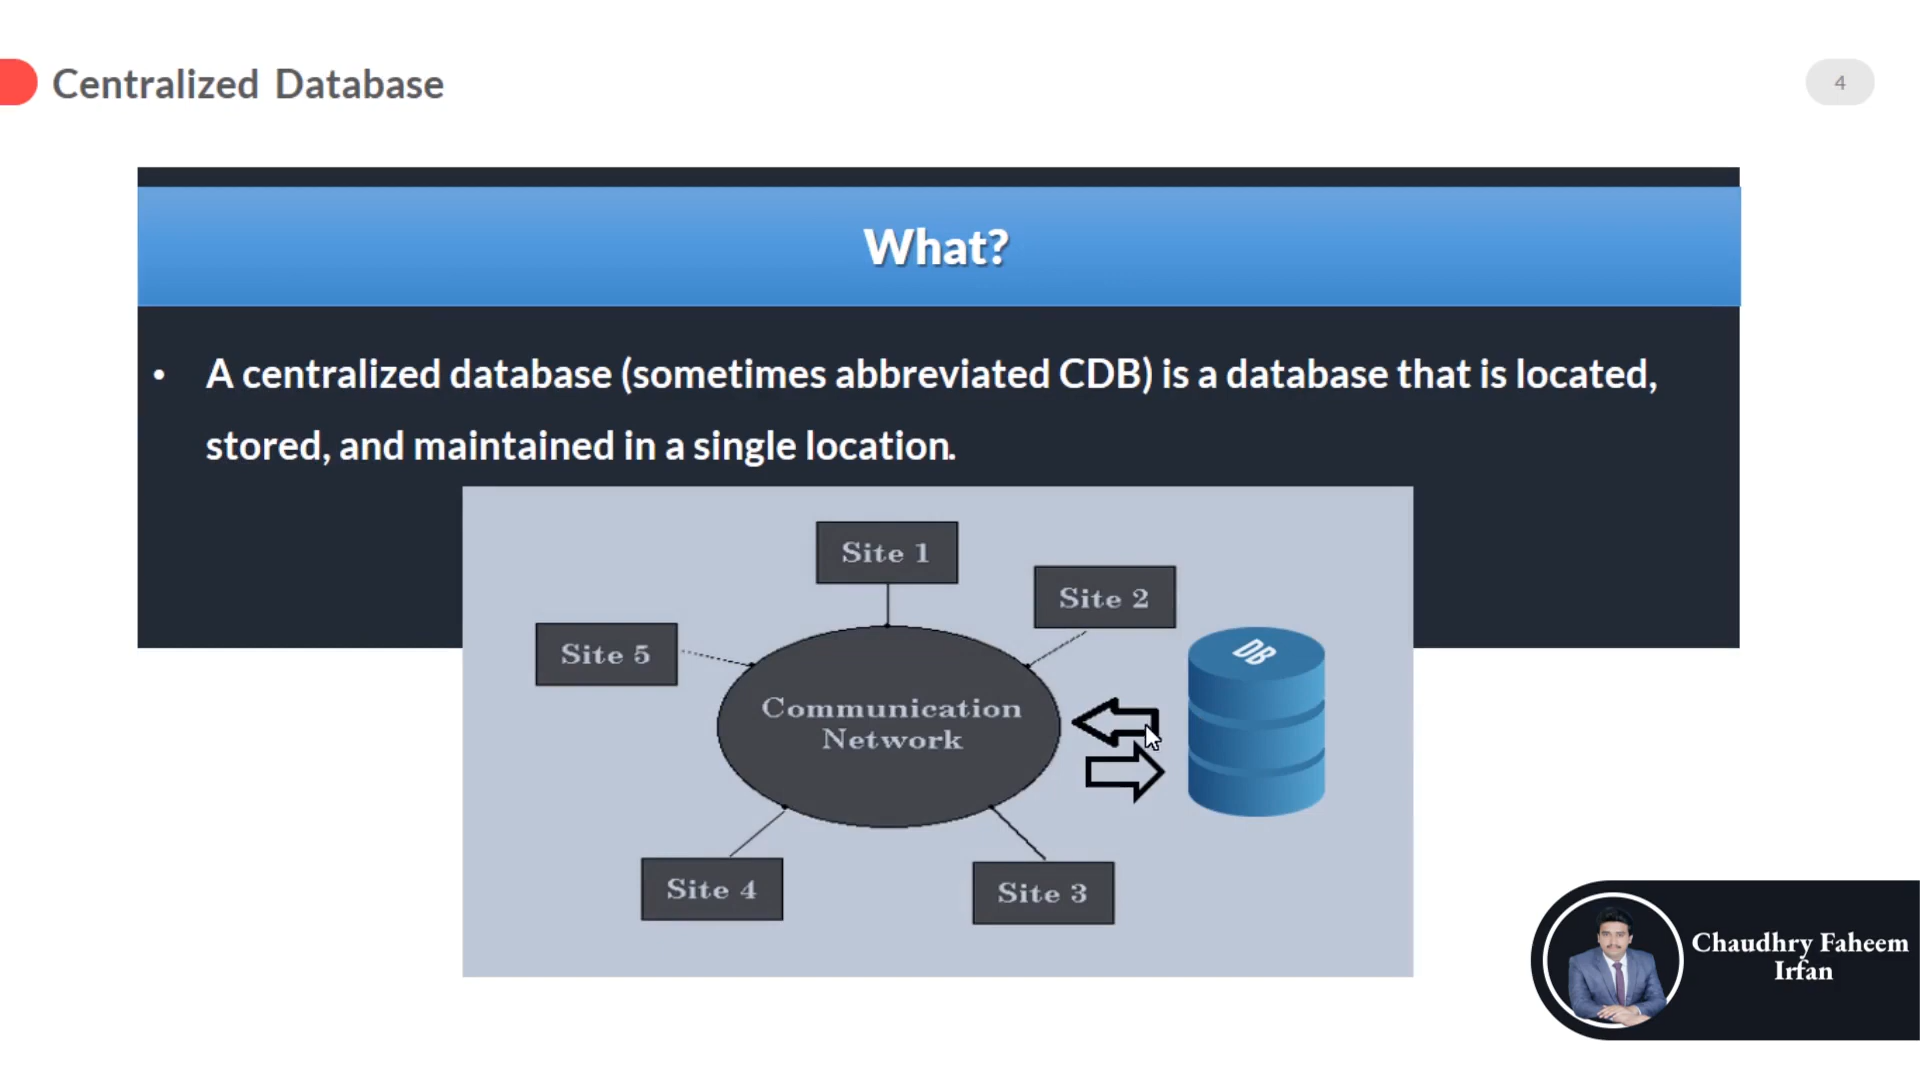 Centralized Database
4
What?
• A centralized database (sometimes abbreviated CDB) is a database that is located,
stored, and maintained in a single location.
Site 1
Site 2
Site 5
DB
Communication
Network
Site 4
Site 3
Chaudhry Faheem
Irfan